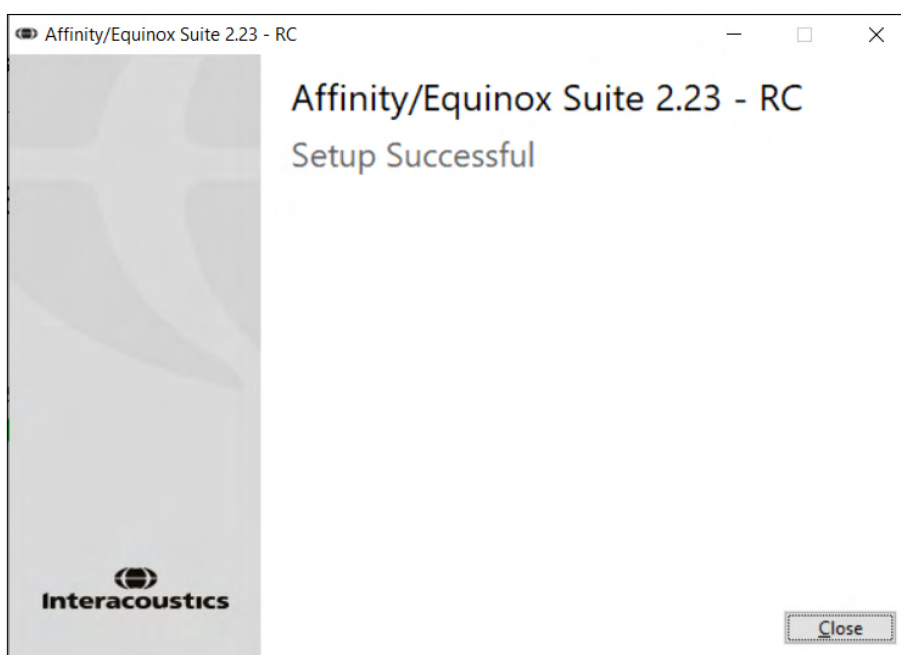 Affinity/Equinox Suite 2.23 - RC
Affinity/Equinox Suite 2.23 - RC
Setup Successful
Interacoustics
Close